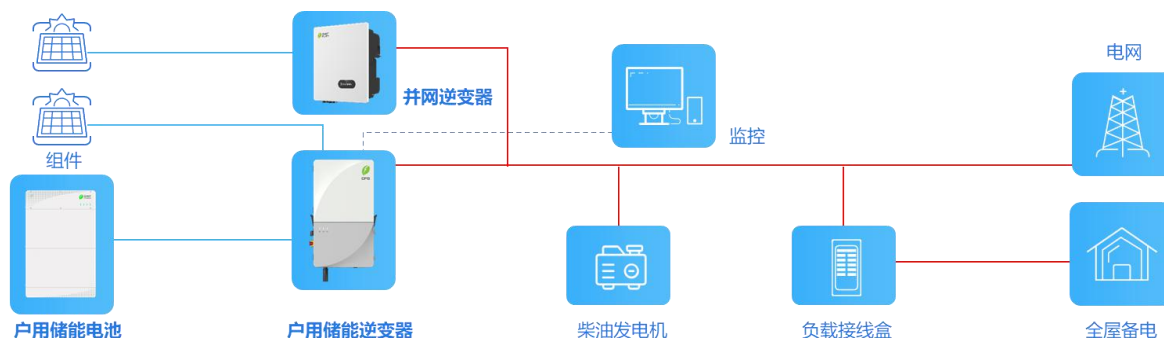 电网
并网逆变器
监控
组件
户用储能电池
户用储能逆变器
柴油发电机
负载接线盒
全屋备电